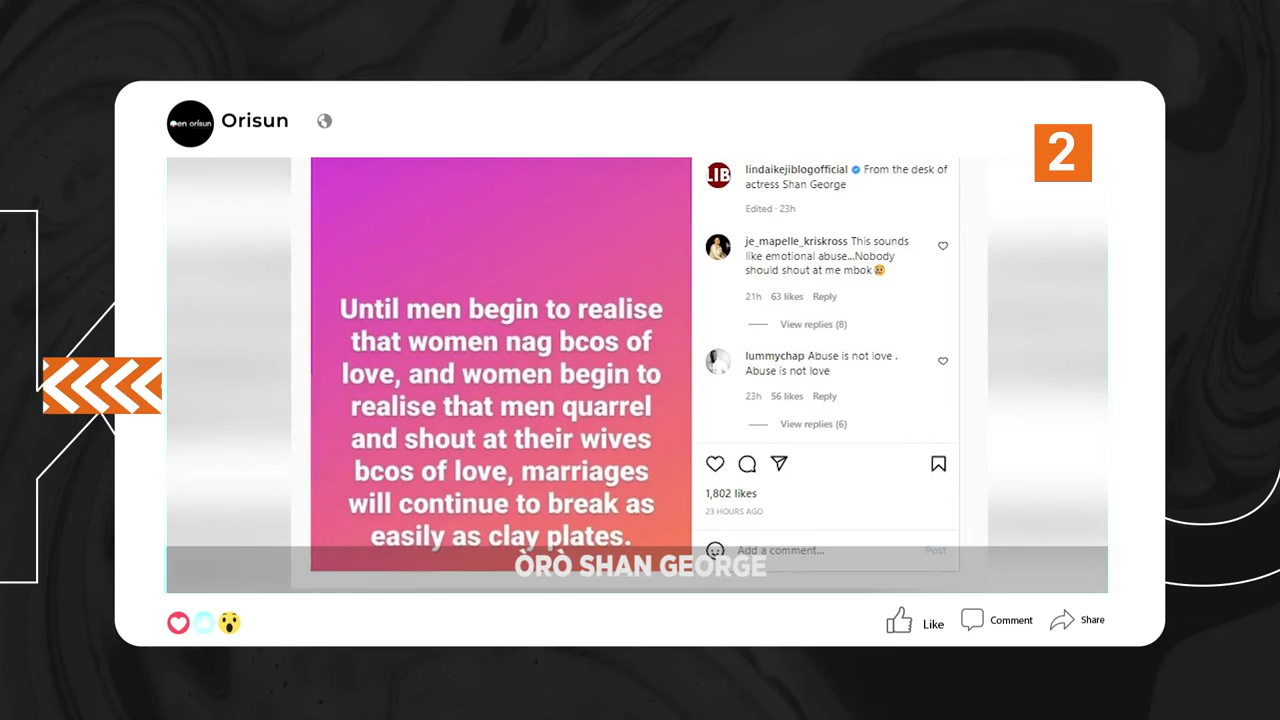 en orísun
Orisun
2
Until men begin to realise
that women nag bcos of
love, and women begin to
realise that men quarrel
and shout at their wives
bcos of love, marriages
will continue to break as
easily as clay plates.
LIB
lindaikejiblogofficial From the desk of
actress Shan George
Edited · 23h
je_mapelle_kriskross This sounds
like emotional abuse...Nobody
should shout at me mbok😢
21h 63 likes Reply
View replies (8)
lummychap Abuse is not love .
Abuse is not love
23h 56 likes Reply
View replies (6)
1,802 likes
23 HOURS AGO
Add a comment... Post
ÒRÒ SHAN GEORGE
Like Comment Share